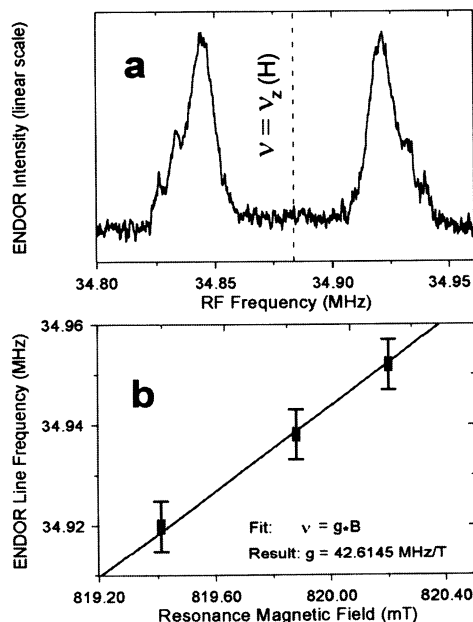 a
ν = ν_z (H)
ENDOR Intensity (linear scale)
34.80 34.85 34.90 34.95
RF Frequency (MHz)
b
ENDOR Line Frequency (MHz)
34.96
34.94
34.92
Fit: ν = g*B
Result: g = 42.6145 MHz/T
819.20 819.60 820.00 820.40
Resonance Magnetic Field (mT)